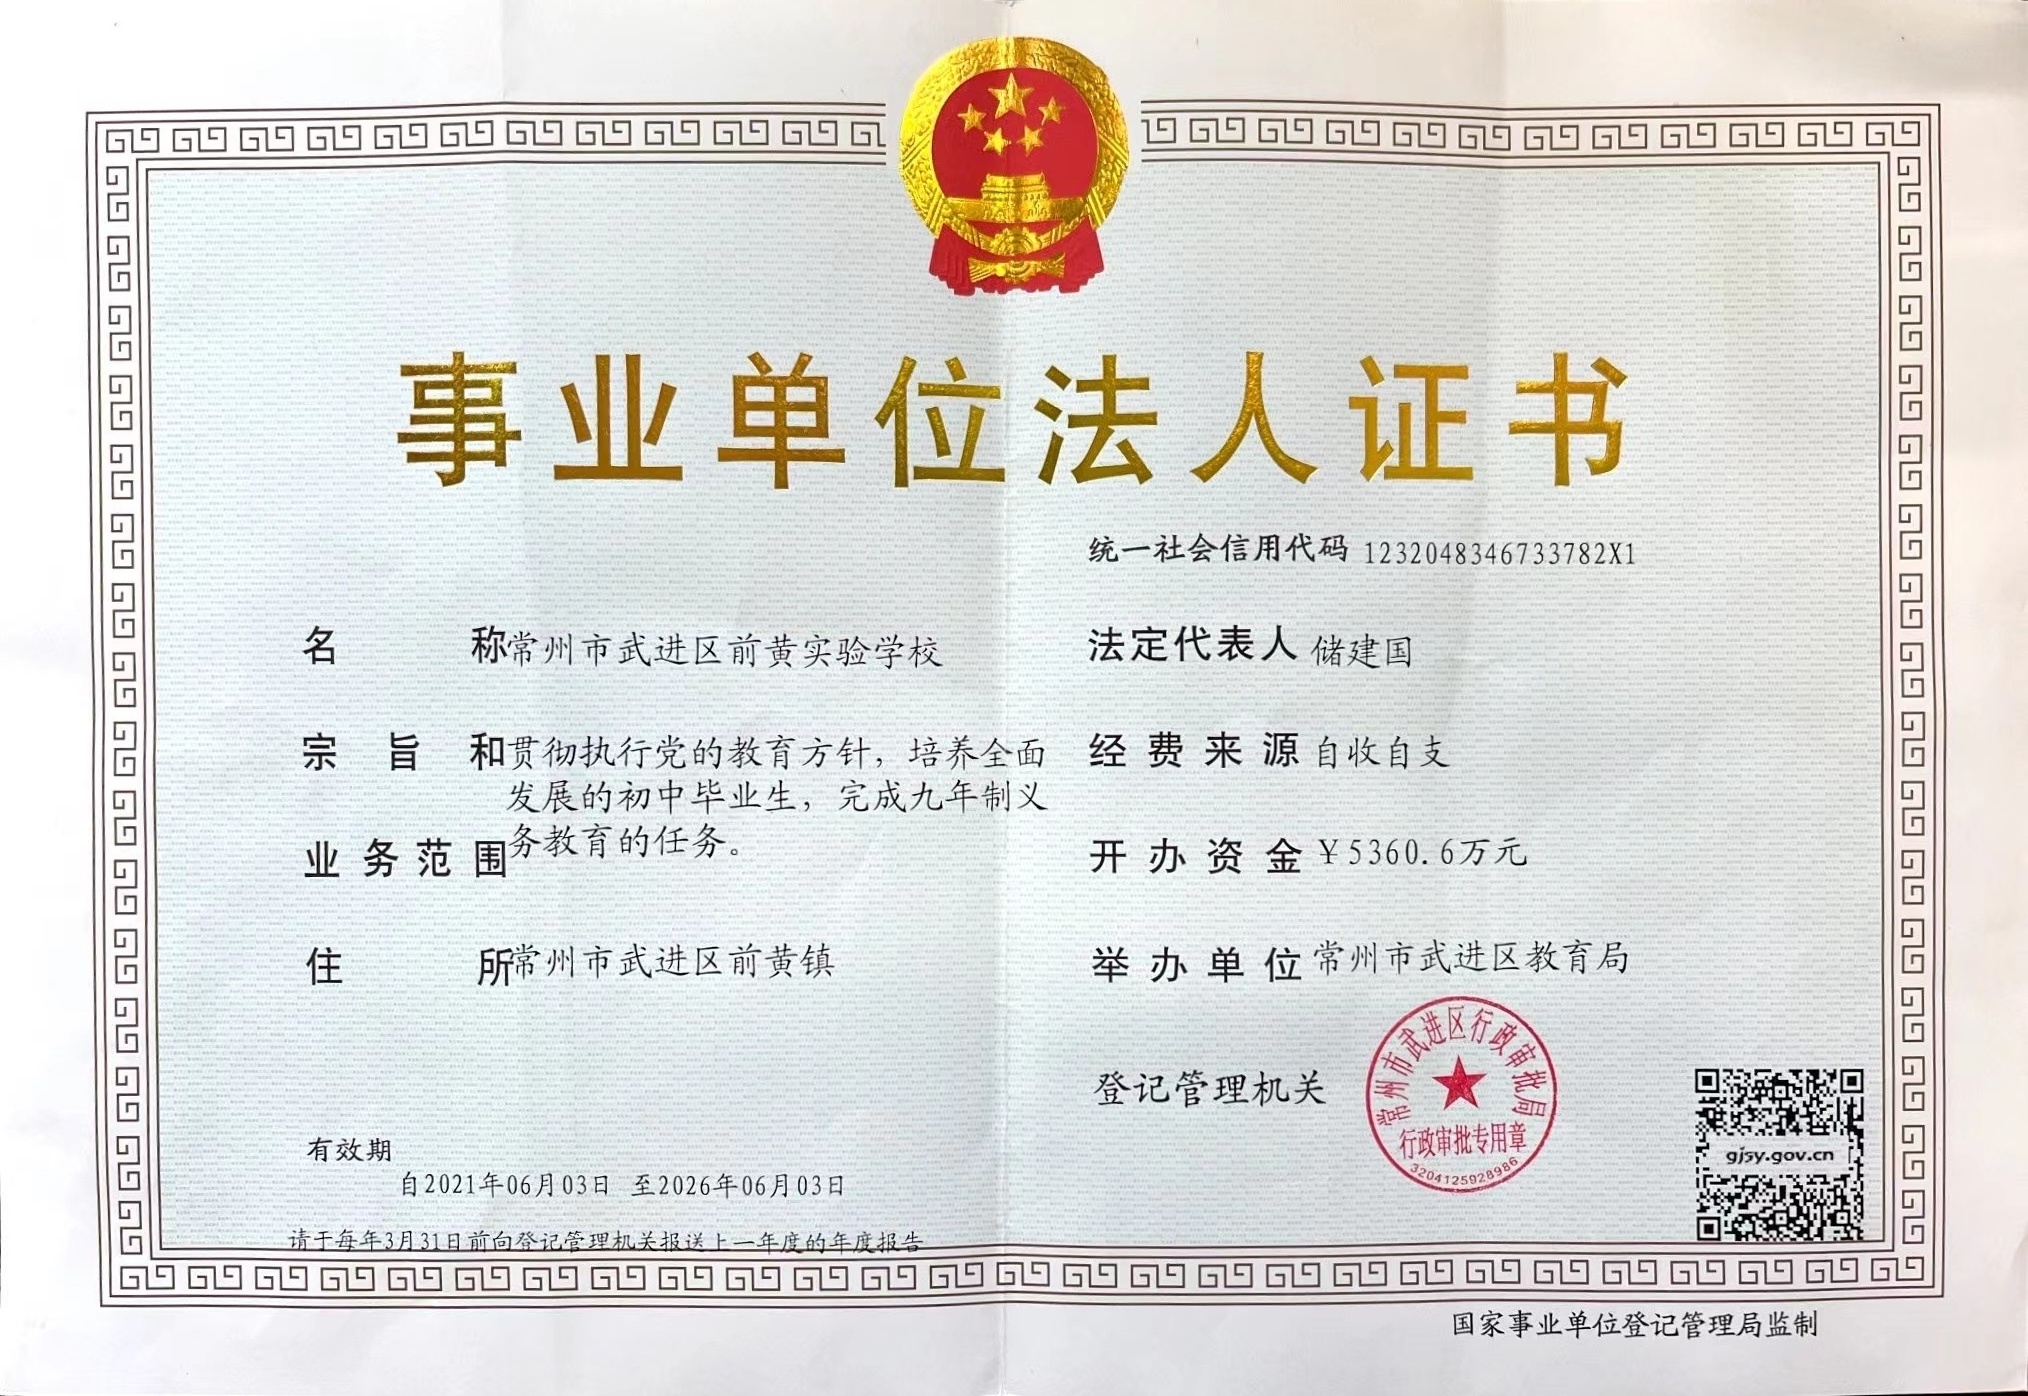 事业单位法人证书
统一社会信用代码 1232048346733782X1
名称 常州市武进区前黄实验学校
法定代表人 储建国
宗旨和业务范围 贯彻执行党的教育方针，培养全面
发展的初中毕业生，完成九年制义
务教育的任务。
经费来源 自收自支
开办资金 ￥5360.6万元
住所 常州市武进区前黄镇
举办单位 常州市武进区教育局
登记管理机关
常州市武进区行政审批局
行政审批专用章
3204125928986
gjsy.gov.cn
有效期
自2021年06月03日 至2026年06月03日
请于每年3月31日前向登记管理机关报送上一年度的年度报告
国家事业单位登记管理局监制